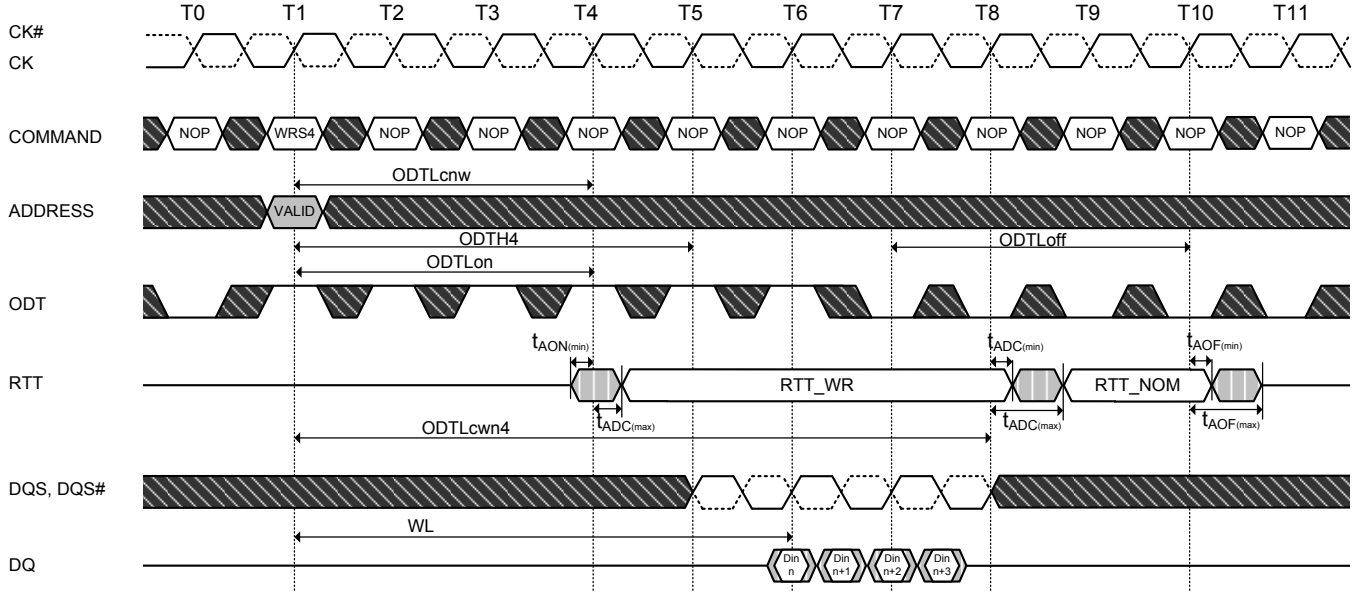 T0 T1 T2 T3 T4 T5 T6 T7 T8 T9 T10 T11
CK#
CK
COMMAND NOP WRS4 NOP NOP NOP NOP NOP NOP NOP NOP NOP NOP
ODTLcnw
ADDRESS VALID
ODTH4 ODTLoff
ODTLon
ODT
tAON(min) tADC(min) tAOF(min)
RTT RTT_WR RTT_NOM
tADC(max) tADC(max) tAOF(max)
ODTLcwn4
DQS, DQS#
WL
DQ Din n Din n+1 Din n+2 Din n+3